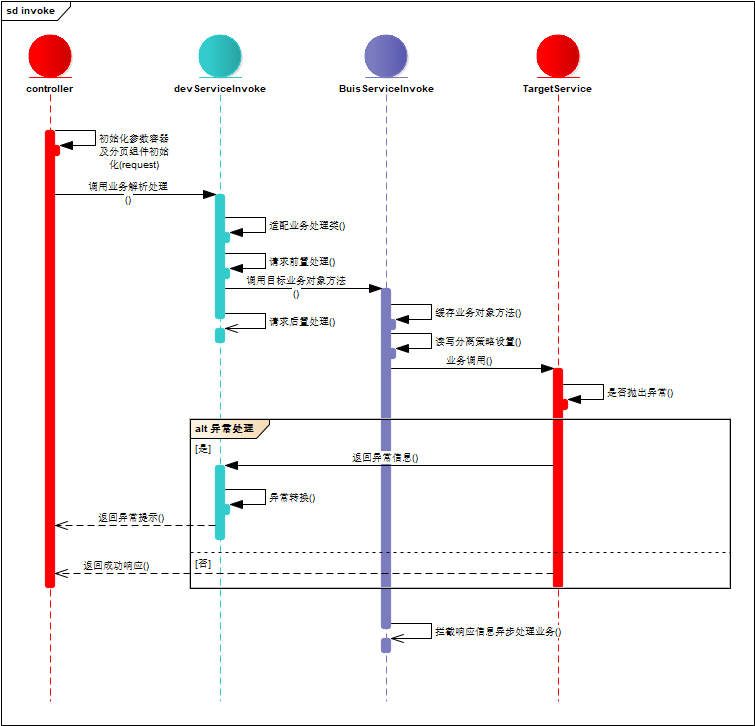 sd invoke
controller
devServiceInvoke
BuisServiceInvoke
TargetService
初始化参数容器
及分页组件初始
化(request)
调用业务解析处理
()
适配业务处理类()
请求前置处理()
调用目标业务对象方法
()
缓存业务对象方法()
请求后置处理()
读写分离策略设置()
业务调用()
是否抛出异常()
alt 异常处理
[是]
返回异常信息()
异常转换()
返回异常提示()
[否]
返回成功响应()
拦截响应信息异步处理业务()